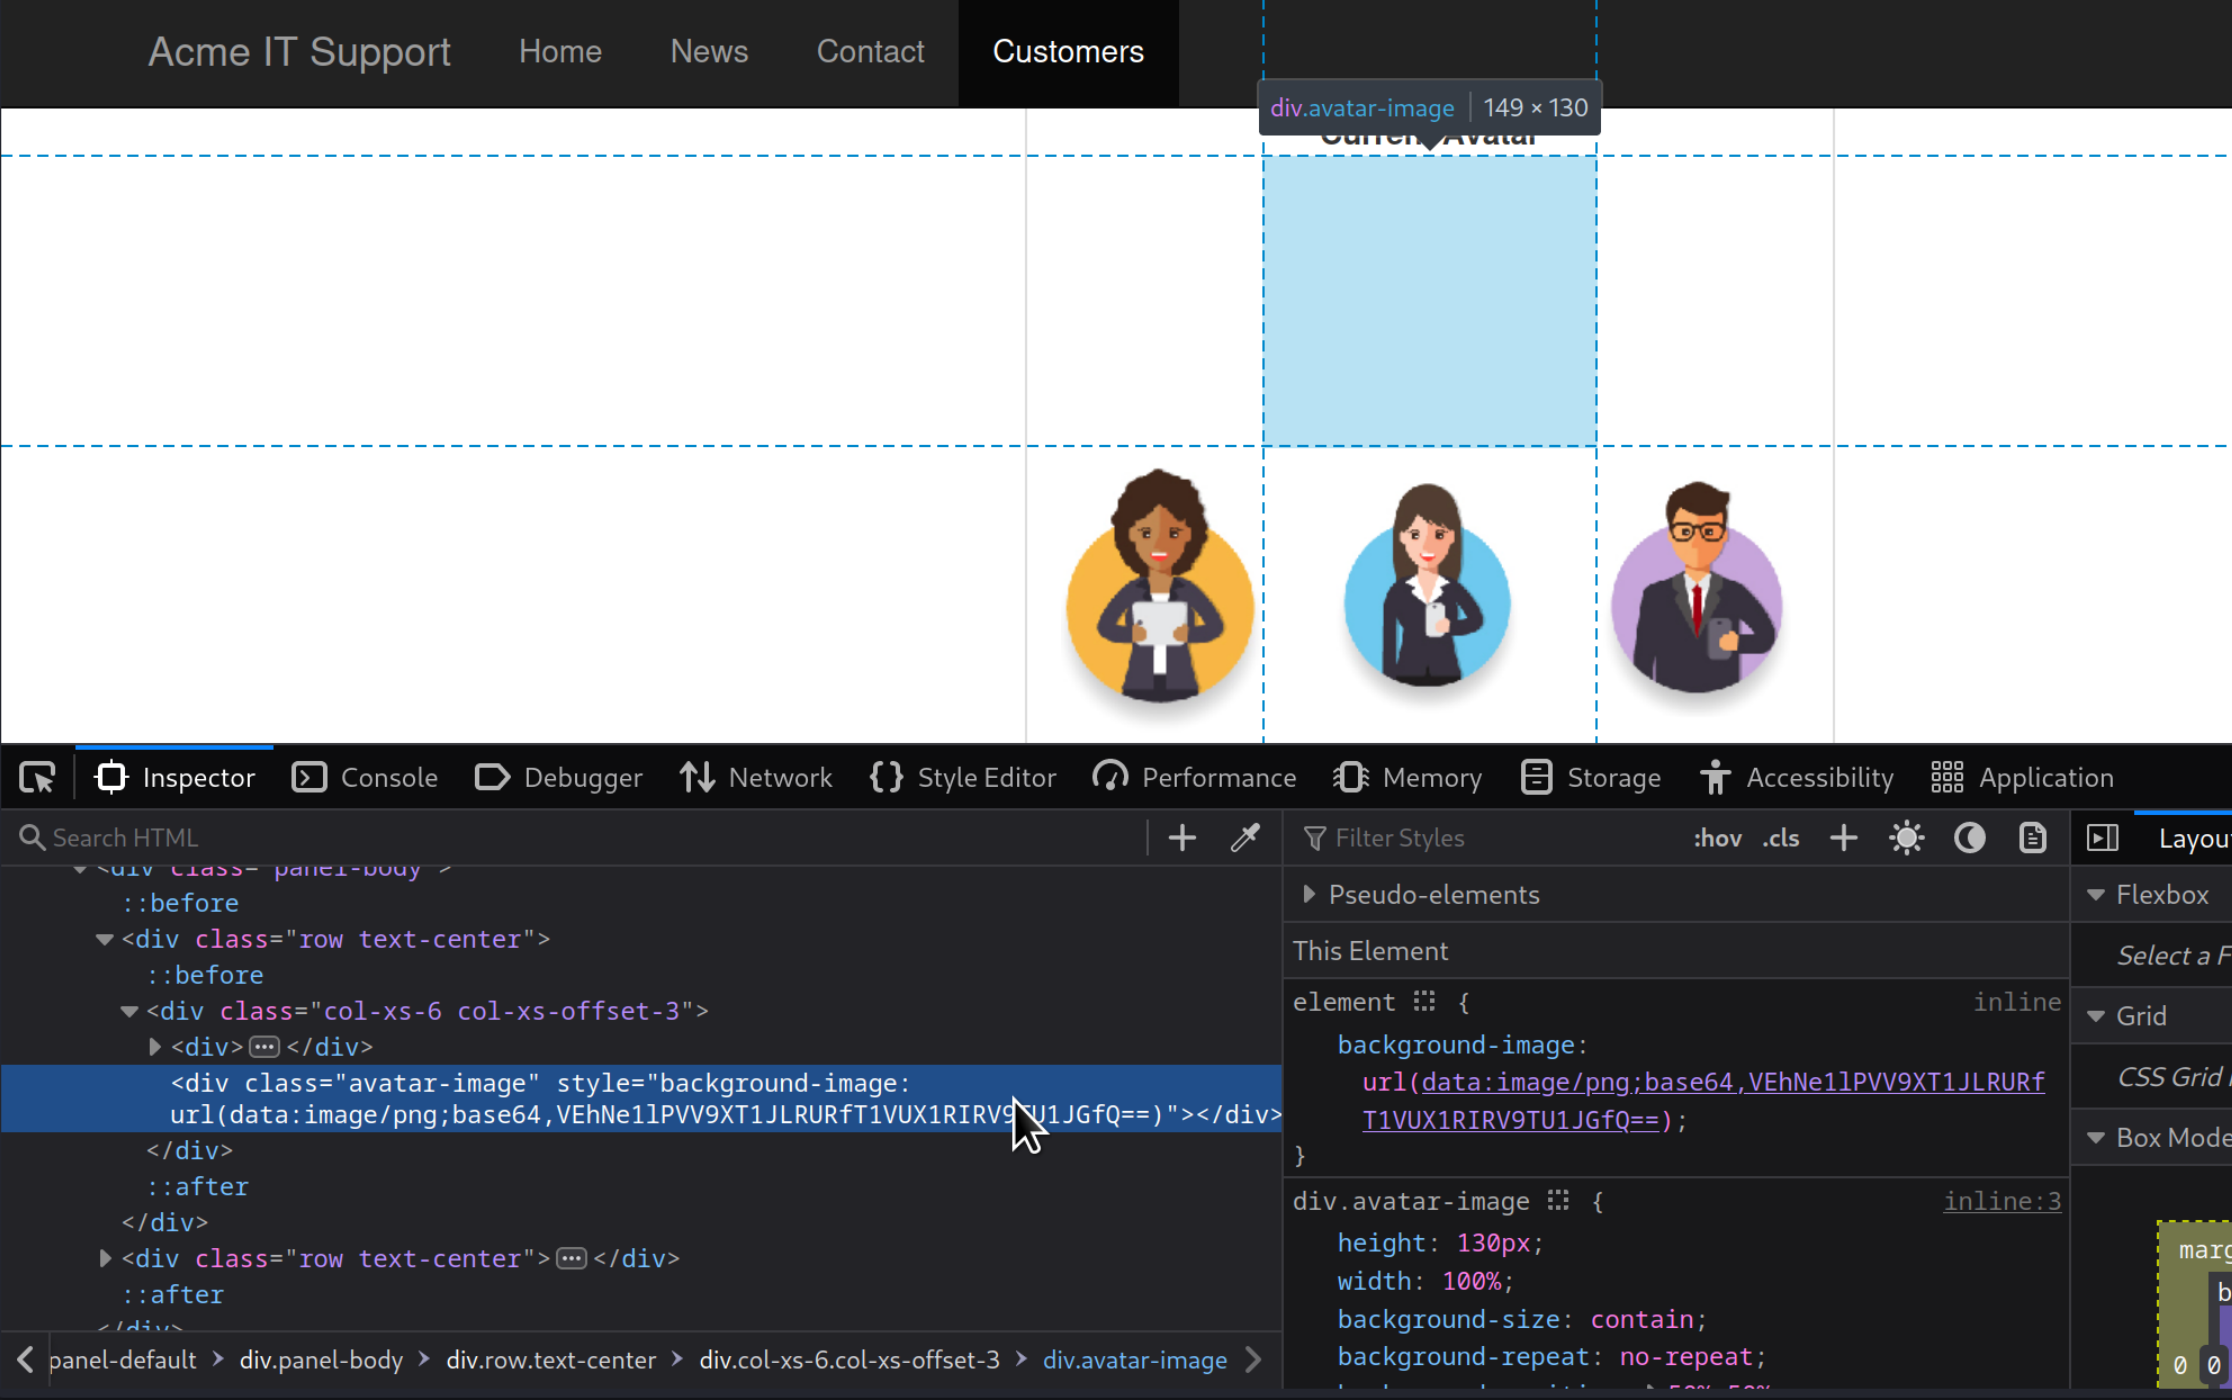 Acme IT Support Home News Contact Customers
div.avatar-image 149 × 130
Current Avatar
Inspector Console Debugger Network Style Editor Performance Memory Storage Accessibility Application
Search HTML
Filter Styles :hov .cls
<div class="panel-body">
::before
<div class="row text-center">
::before
<div class="col-xs-6 col-xs-offset-3">
<div> ••• </div>
<div class="avatar-image" style="background-image:
url(data:image/png;base64,VEhNe1lPVV9XT1JLRURfT1VUX1RIRV9TU1JGfQ==)"></div>
</div>
::after
</div>
<div class="row text-center"> ••• </div>
::after
</div>
panel-default > div.panel-body > div.row.text-center > div.col-xs-6.col-xs-offset-3 > div.avatar-image
Pseudo-elements
This Element
element { inline
background-image:
url(data:image/png;base64,VEhNe1lPVV9XT1JLRURf
T1VUX1RIRV9TU1JGfQ==);
}
div.avatar-image { inline:3
height: 130px;
width: 100%;
background-size: contain;
background-repeat: no-repeat;
Layou
Flexbox
Select a F
Grid
CSS Grid
Box Mode
marg
b
0 0